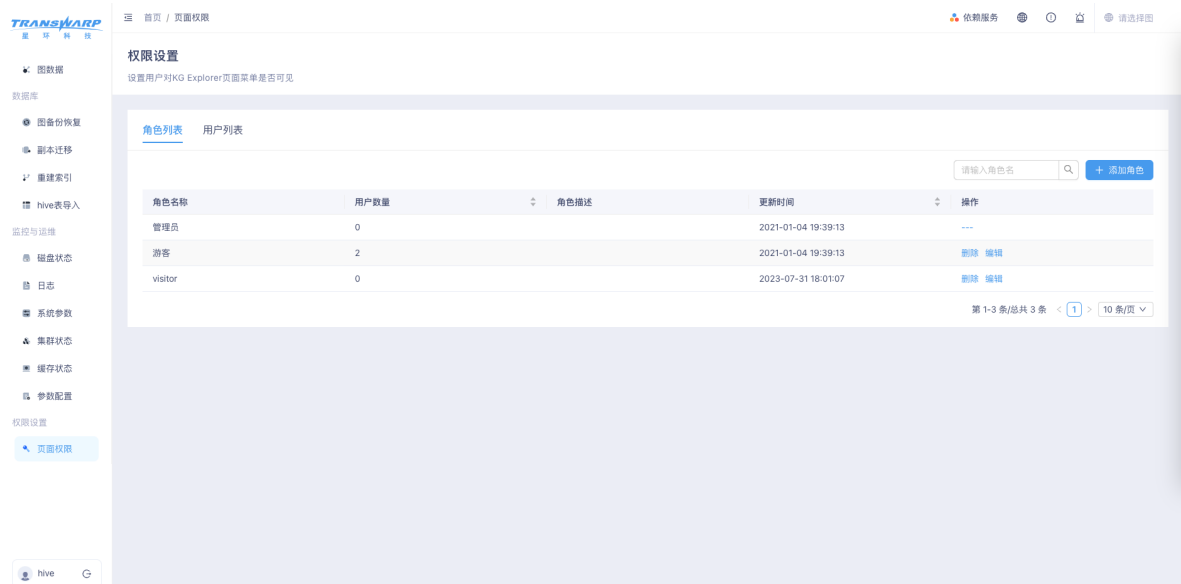 TRANSWARP
星 环 科 技
首页 / 页面权限
依赖服务
请选择图
权限设置
设置用户对KG Explorer页面菜单是否可见
图数据
数据库
图备份恢复
副本迁移
重建索引
hive表导入
监控与运维
磁盘状态
日志
系统参数
集群状态
缓存状态
参数配置
权限设置
页面权限
hive
角色列表 用户列表
请输入角色名
+ 添加角色
角色名称 用户数量 角色描述 更新时间 操作
管理员 0 2021-01-04 19:39:13 ---
游客 2 2021-01-04 19:39:13 删除 编辑
visitor 0 2023-07-31 18:01:07 删除 编辑
第 1-3 条/总共 3 条 < 1 > 10 条/页